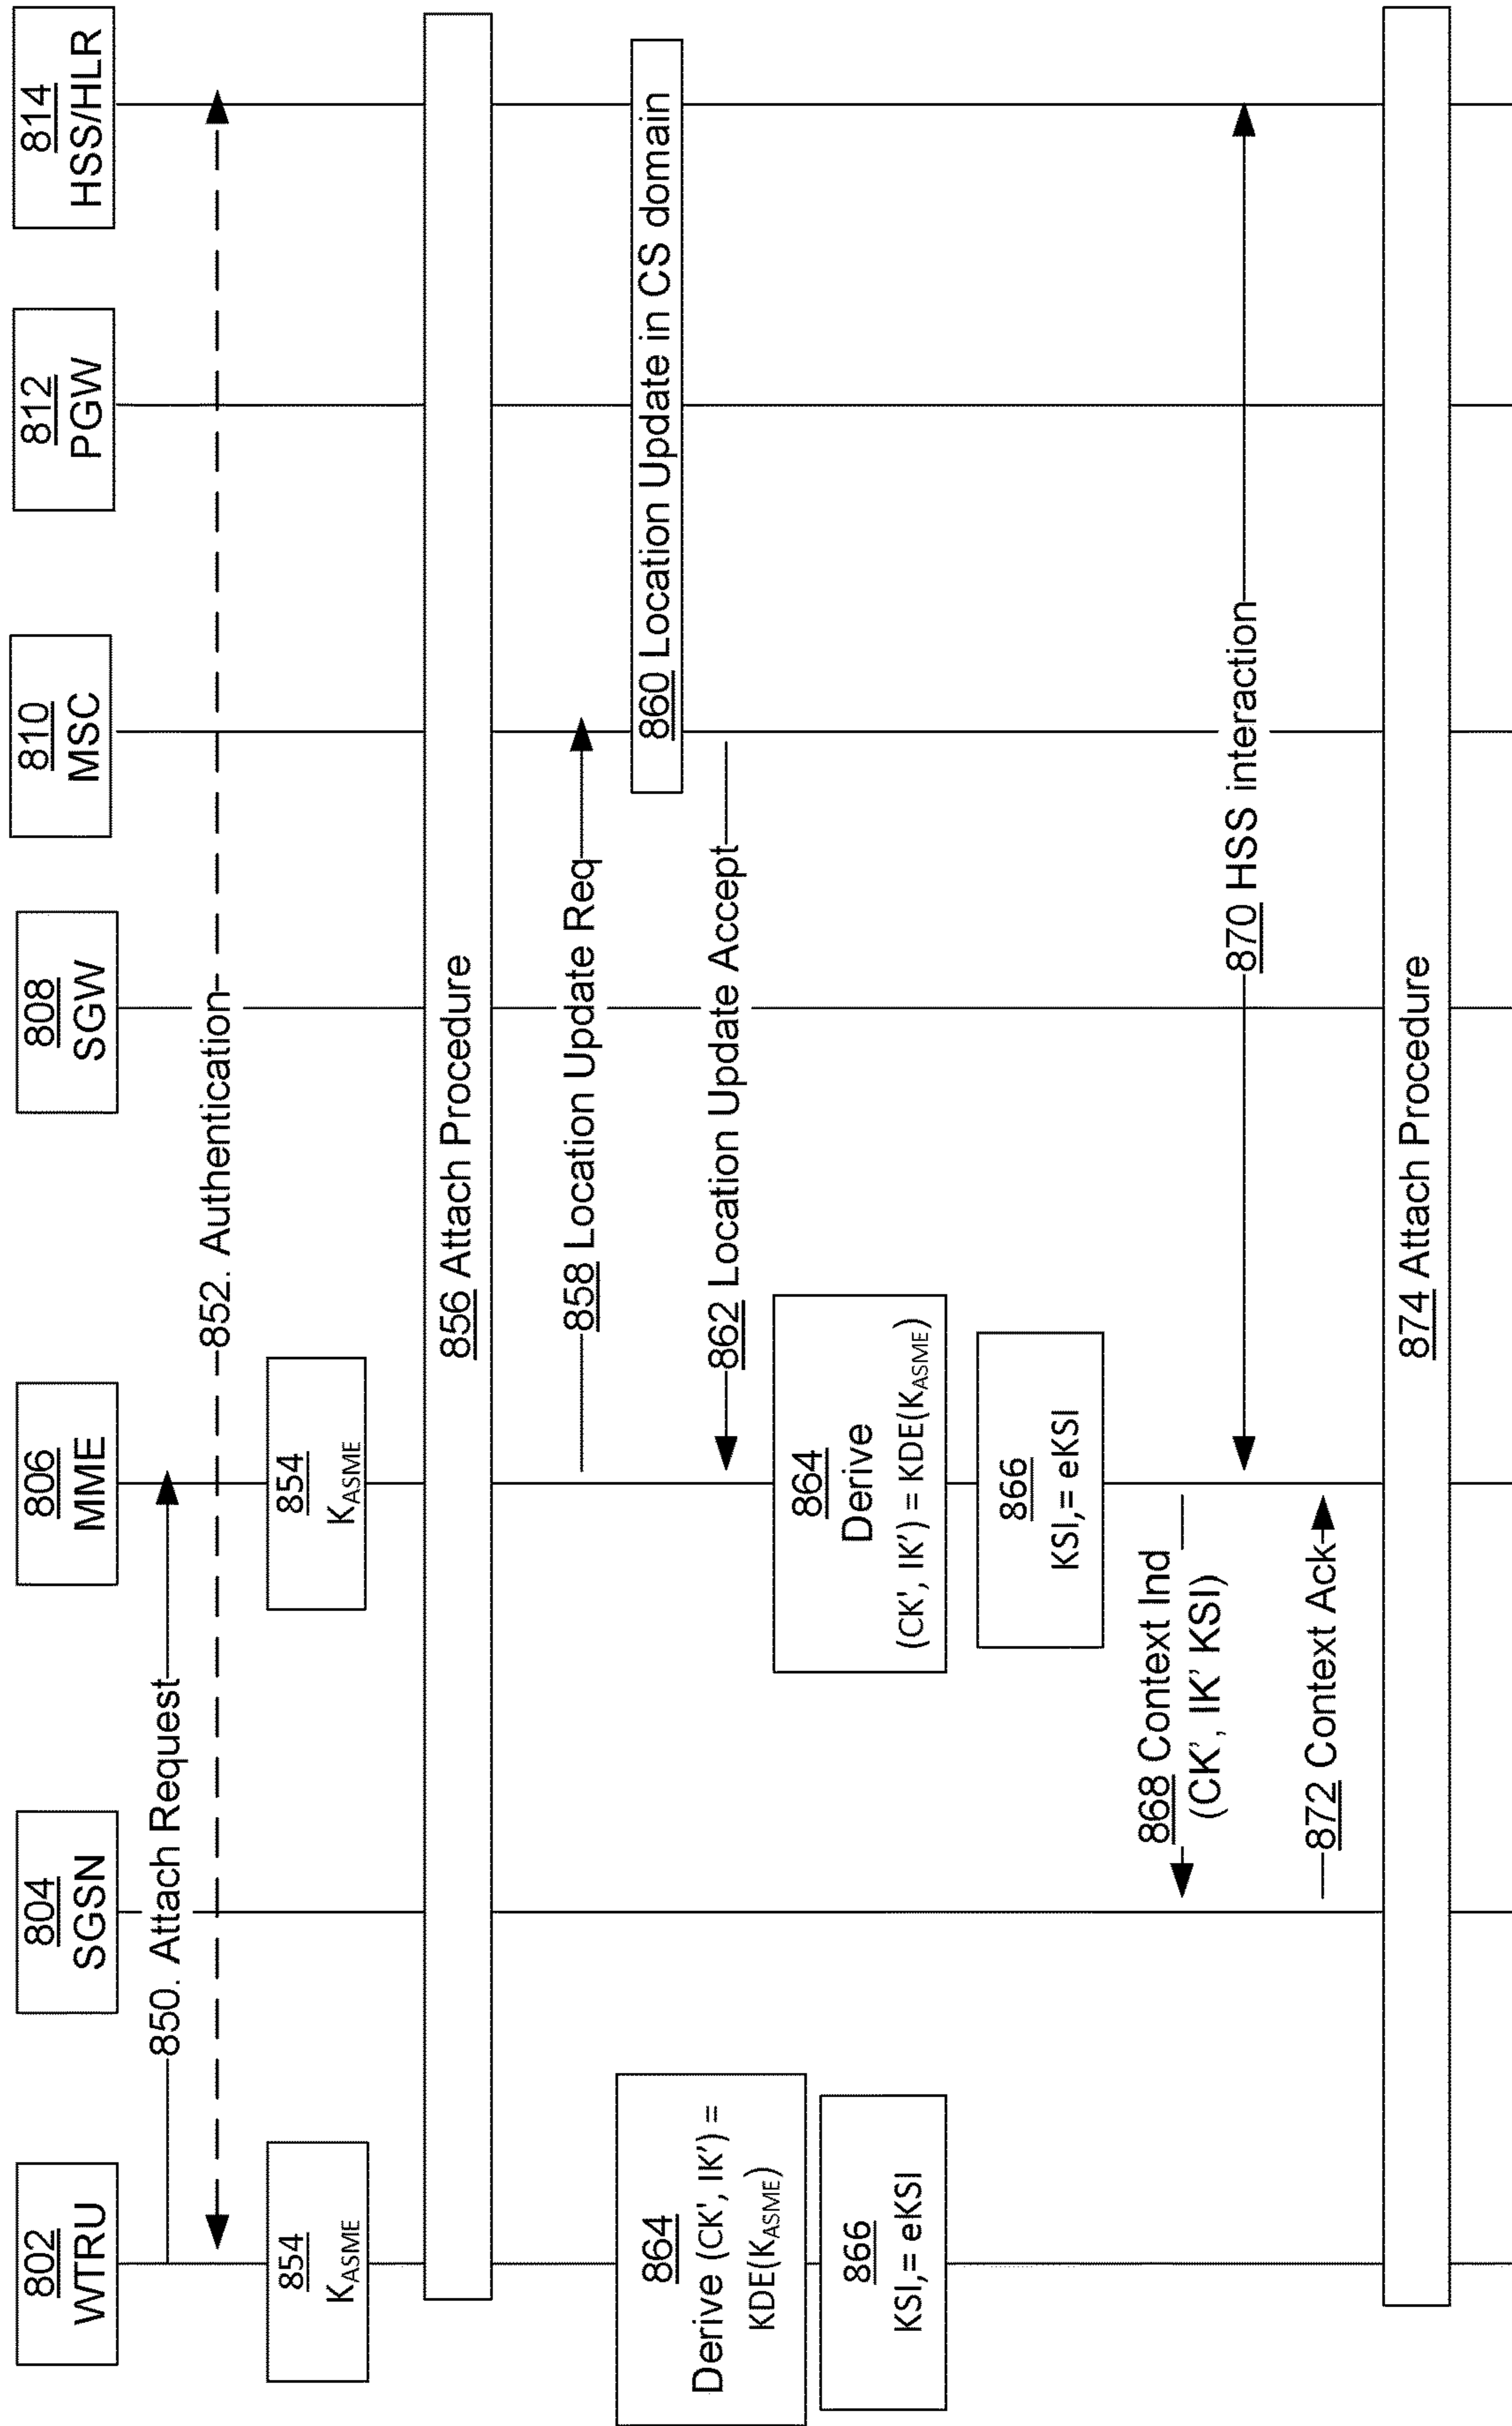 802
WTRU
804
SGSN
806
MME
808
SGW
810
MSC
812
PGW
814
HSS/HLR
850. Attach Request
852. Authentication
854
KASME
854
KASME
856 Attach Procedure
858 Location Update Req
860 Location Update in CS domain
862 Location Update Accept
864
Derive (CK', IK') =
KDE(KASME)
864
Derive
(CK', IK') = KDE(KASME)
866
KSI,= eKSI
866
KSI,= eKSI
868 Context Ind
(CK', IK' KSI)
870 HSS interaction
872 Context Ack
874 Attach Procedure